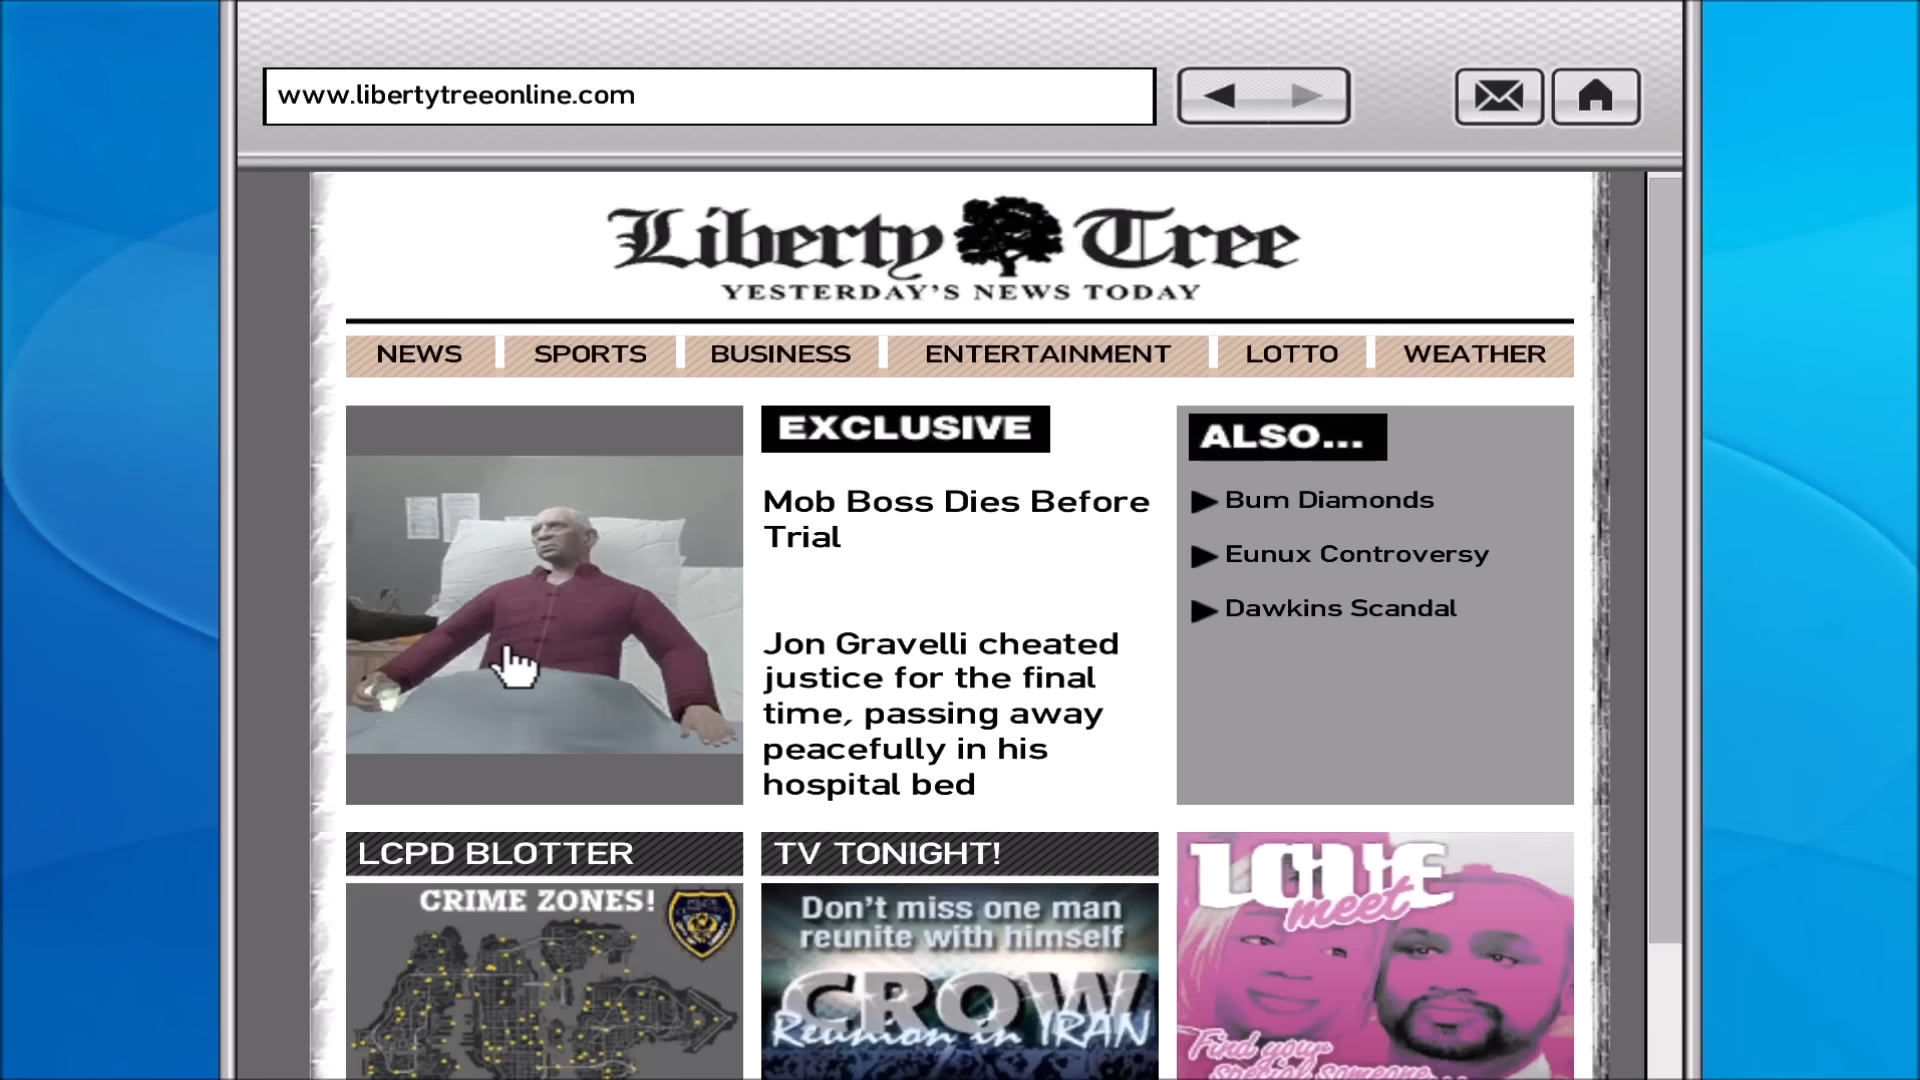 www.libertytreeonline.com
Liberty Tree
YESTERDAY'S NEWS TODAY
NEWS
SPORTS
BUSINESS
ENTERTAINMENT
LOTTO
WEATHER
EXCLUSIVE
Mob Boss Dies Before
Trial
Jon Gravelli cheated
justice for the final
time, passing away
peacefully in his
hospital bed
ALSO...
Bum Diamonds
Eunux Controversy
Dawkins Scandal
LCPD BLOTTER
CRIME ZONES!
TV TONIGHT!
Don't miss one man
reunite with himself
CROW
Reunion in IRAN
LOVE
meet
Find your
special someone...